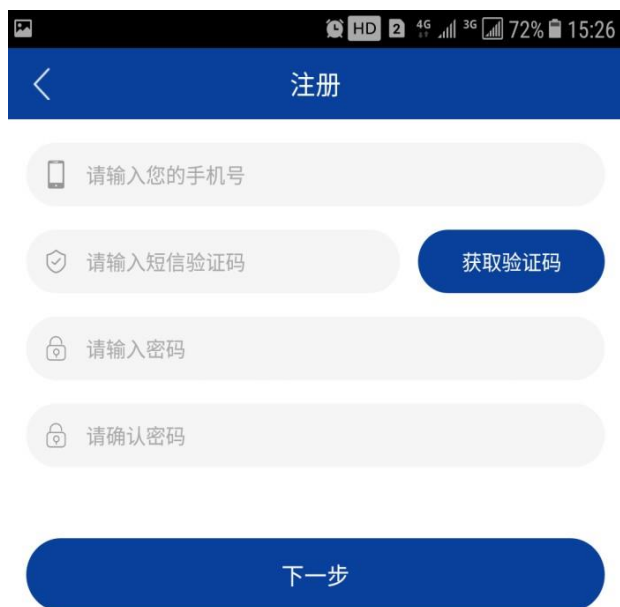 HD 2 4G 3G 72% 15:26
注册
请输入您的手机号
请输入短信验证码 获取验证码
请输入密码
请确认密码
下一步